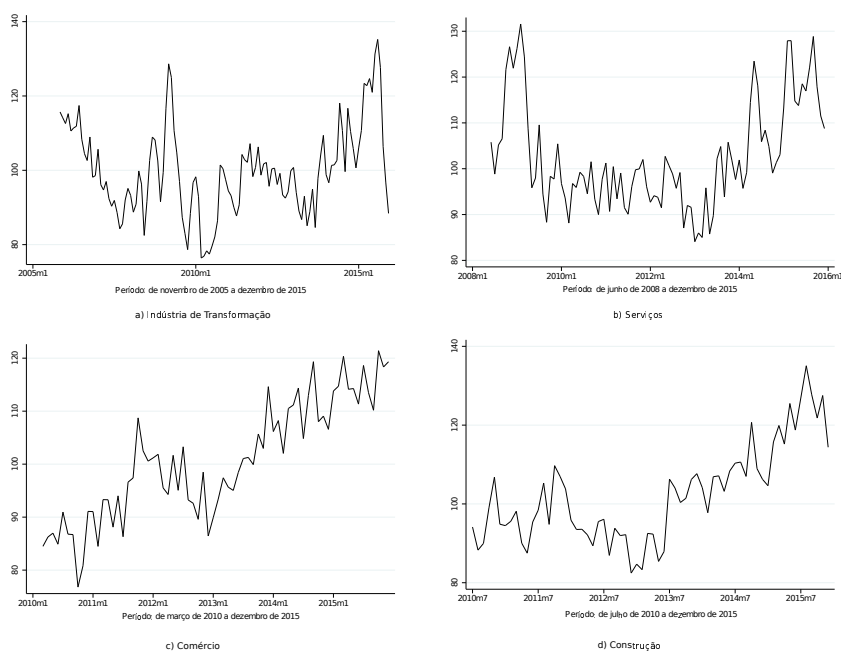 140
120
100
80
2005m1 2010m1 2015m1
Período: de novembro de 2005 a dezembro de 2015
a) Indústria de Transformação
130
120
110
100
90
80
2008m1 2010m1 2012m1 2014m1 2016m1
Período: de junho de 2008 a dezembro de 2015
b) Serviços
120
110
100
90
80
2010m1 2011m1 2012m1 2013m1 2014m1 2015m1
Período: de março de 2010 a dezembro de 2015
c) Comércio
140
120
100
80
2010m7 2011m7 2012m7 2013m7 2014m7 2015m7
Período: de julho de 2010 a dezembro de 2015
d) Construção